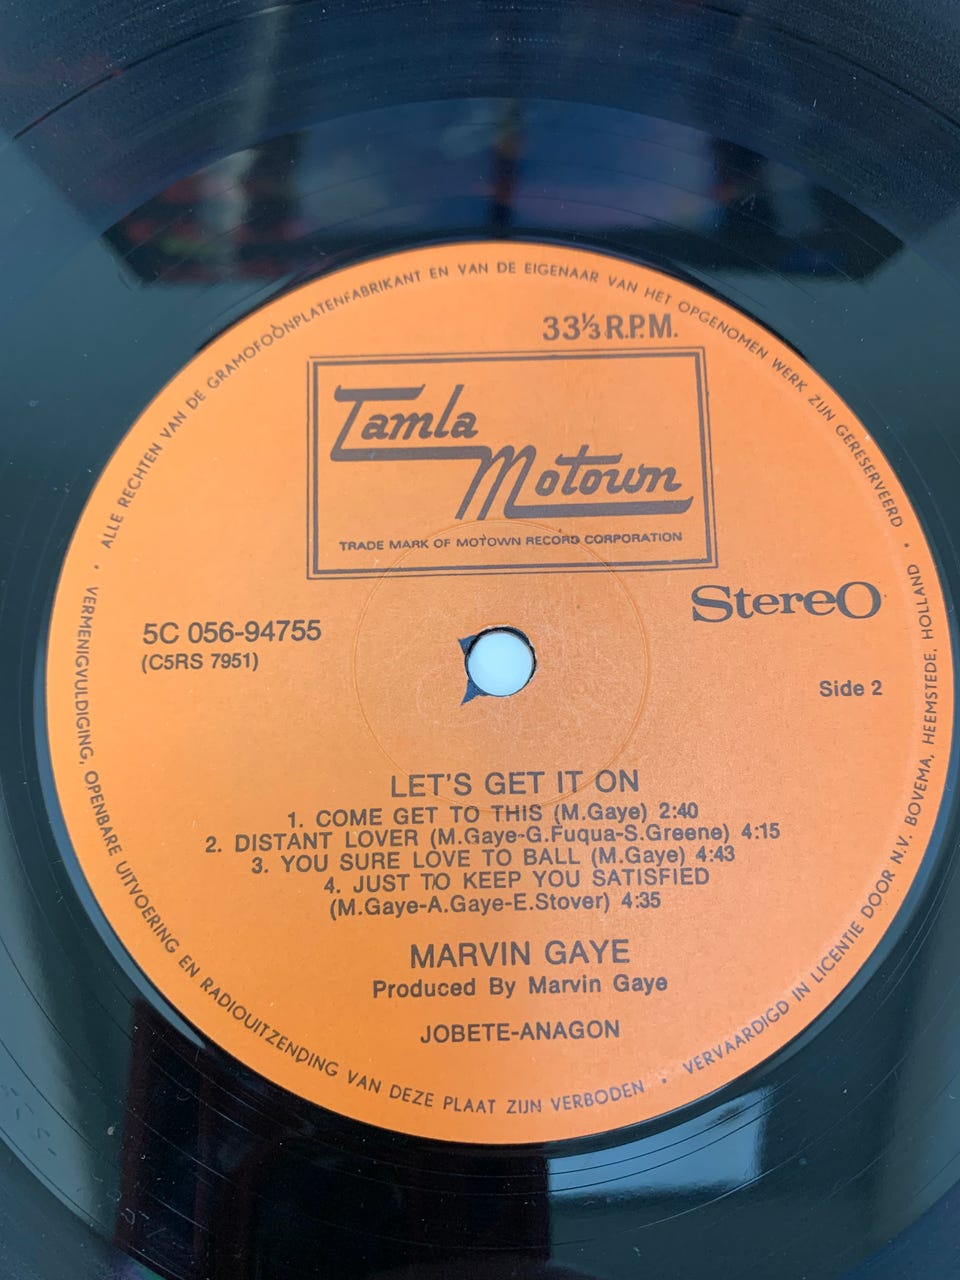 ALLE RECHTEN VAN DE GRAMOFOONPLATENFABRIKANT EN VAN DE EIGENAAR VAN HET OPGENOMEN WERK ZIJN GERESERVEERD •
33⅓ R.P.M.
Tamla
Motown
TRADE MARK OF MOTOWN RECORD CORPORATION
Stereo
5C 056-94755
(C5RS 7951)
Side 2
LET'S GET IT ON
1. COME GET TO THIS (M.Gaye) 2:40
2. DISTANT LOVER (M.Gaye-G.Fuqua-S.Greene) 4:15
3. YOU SURE LOVE TO BALL (M.Gaye) 4:43
4. JUST TO KEEP YOU SATISFIED
(M.Gaye-A.Gaye-E.Stover) 4:35
MARVIN GAYE
Produced By Marvin Gaye
JOBETE-ANAGON
• VERMENIGVULDIGING, OPENBARE UITVOERING EN RADIOUITZENDING VAN DEZE PLAAT ZIJN VERBODEN • VERVAARDIGD IN LICENTIE DOOR N.V. BOVEMA, HEEMSTEDE, HOLLAND